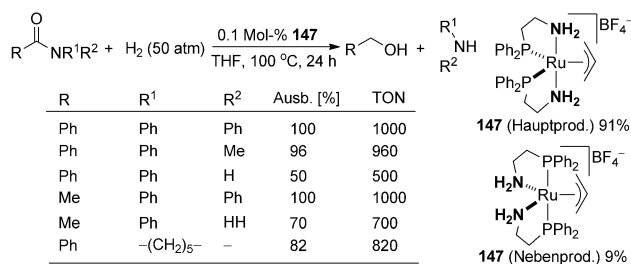 R O NR¹R² + H₂ (50 atm) 0.1 Mol-% 147 R OH + R¹ NH R²
THF, 100 °C, 24 h
R R¹ R² Ausb. [%] TON
Ph Ph Ph 100 1000
Ph Ph Me 96 960
Ph Ph H 50 500
Me Ph Ph 100 1000
Me Ph HH 70 700
Ph –(CH₂)₅– – 82 820
NH₂ BF₄⁻
Ph₂P Ru
Ph₂P NH₂
147 (Hauptprod.) 91%
PPh₂ BF₄⁻
H₂N Ru
H₂N PPh₂
147 (Nebenprod.) 9%